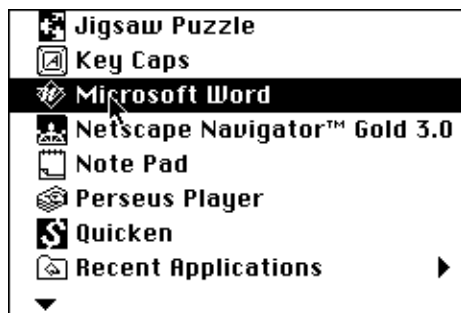 Jigsaw Puzzle
Key Caps
Microsoft Word
Netscape Navigator™ Gold 3.0
Note Pad
Perseus Player
Quicken
Recent Applications